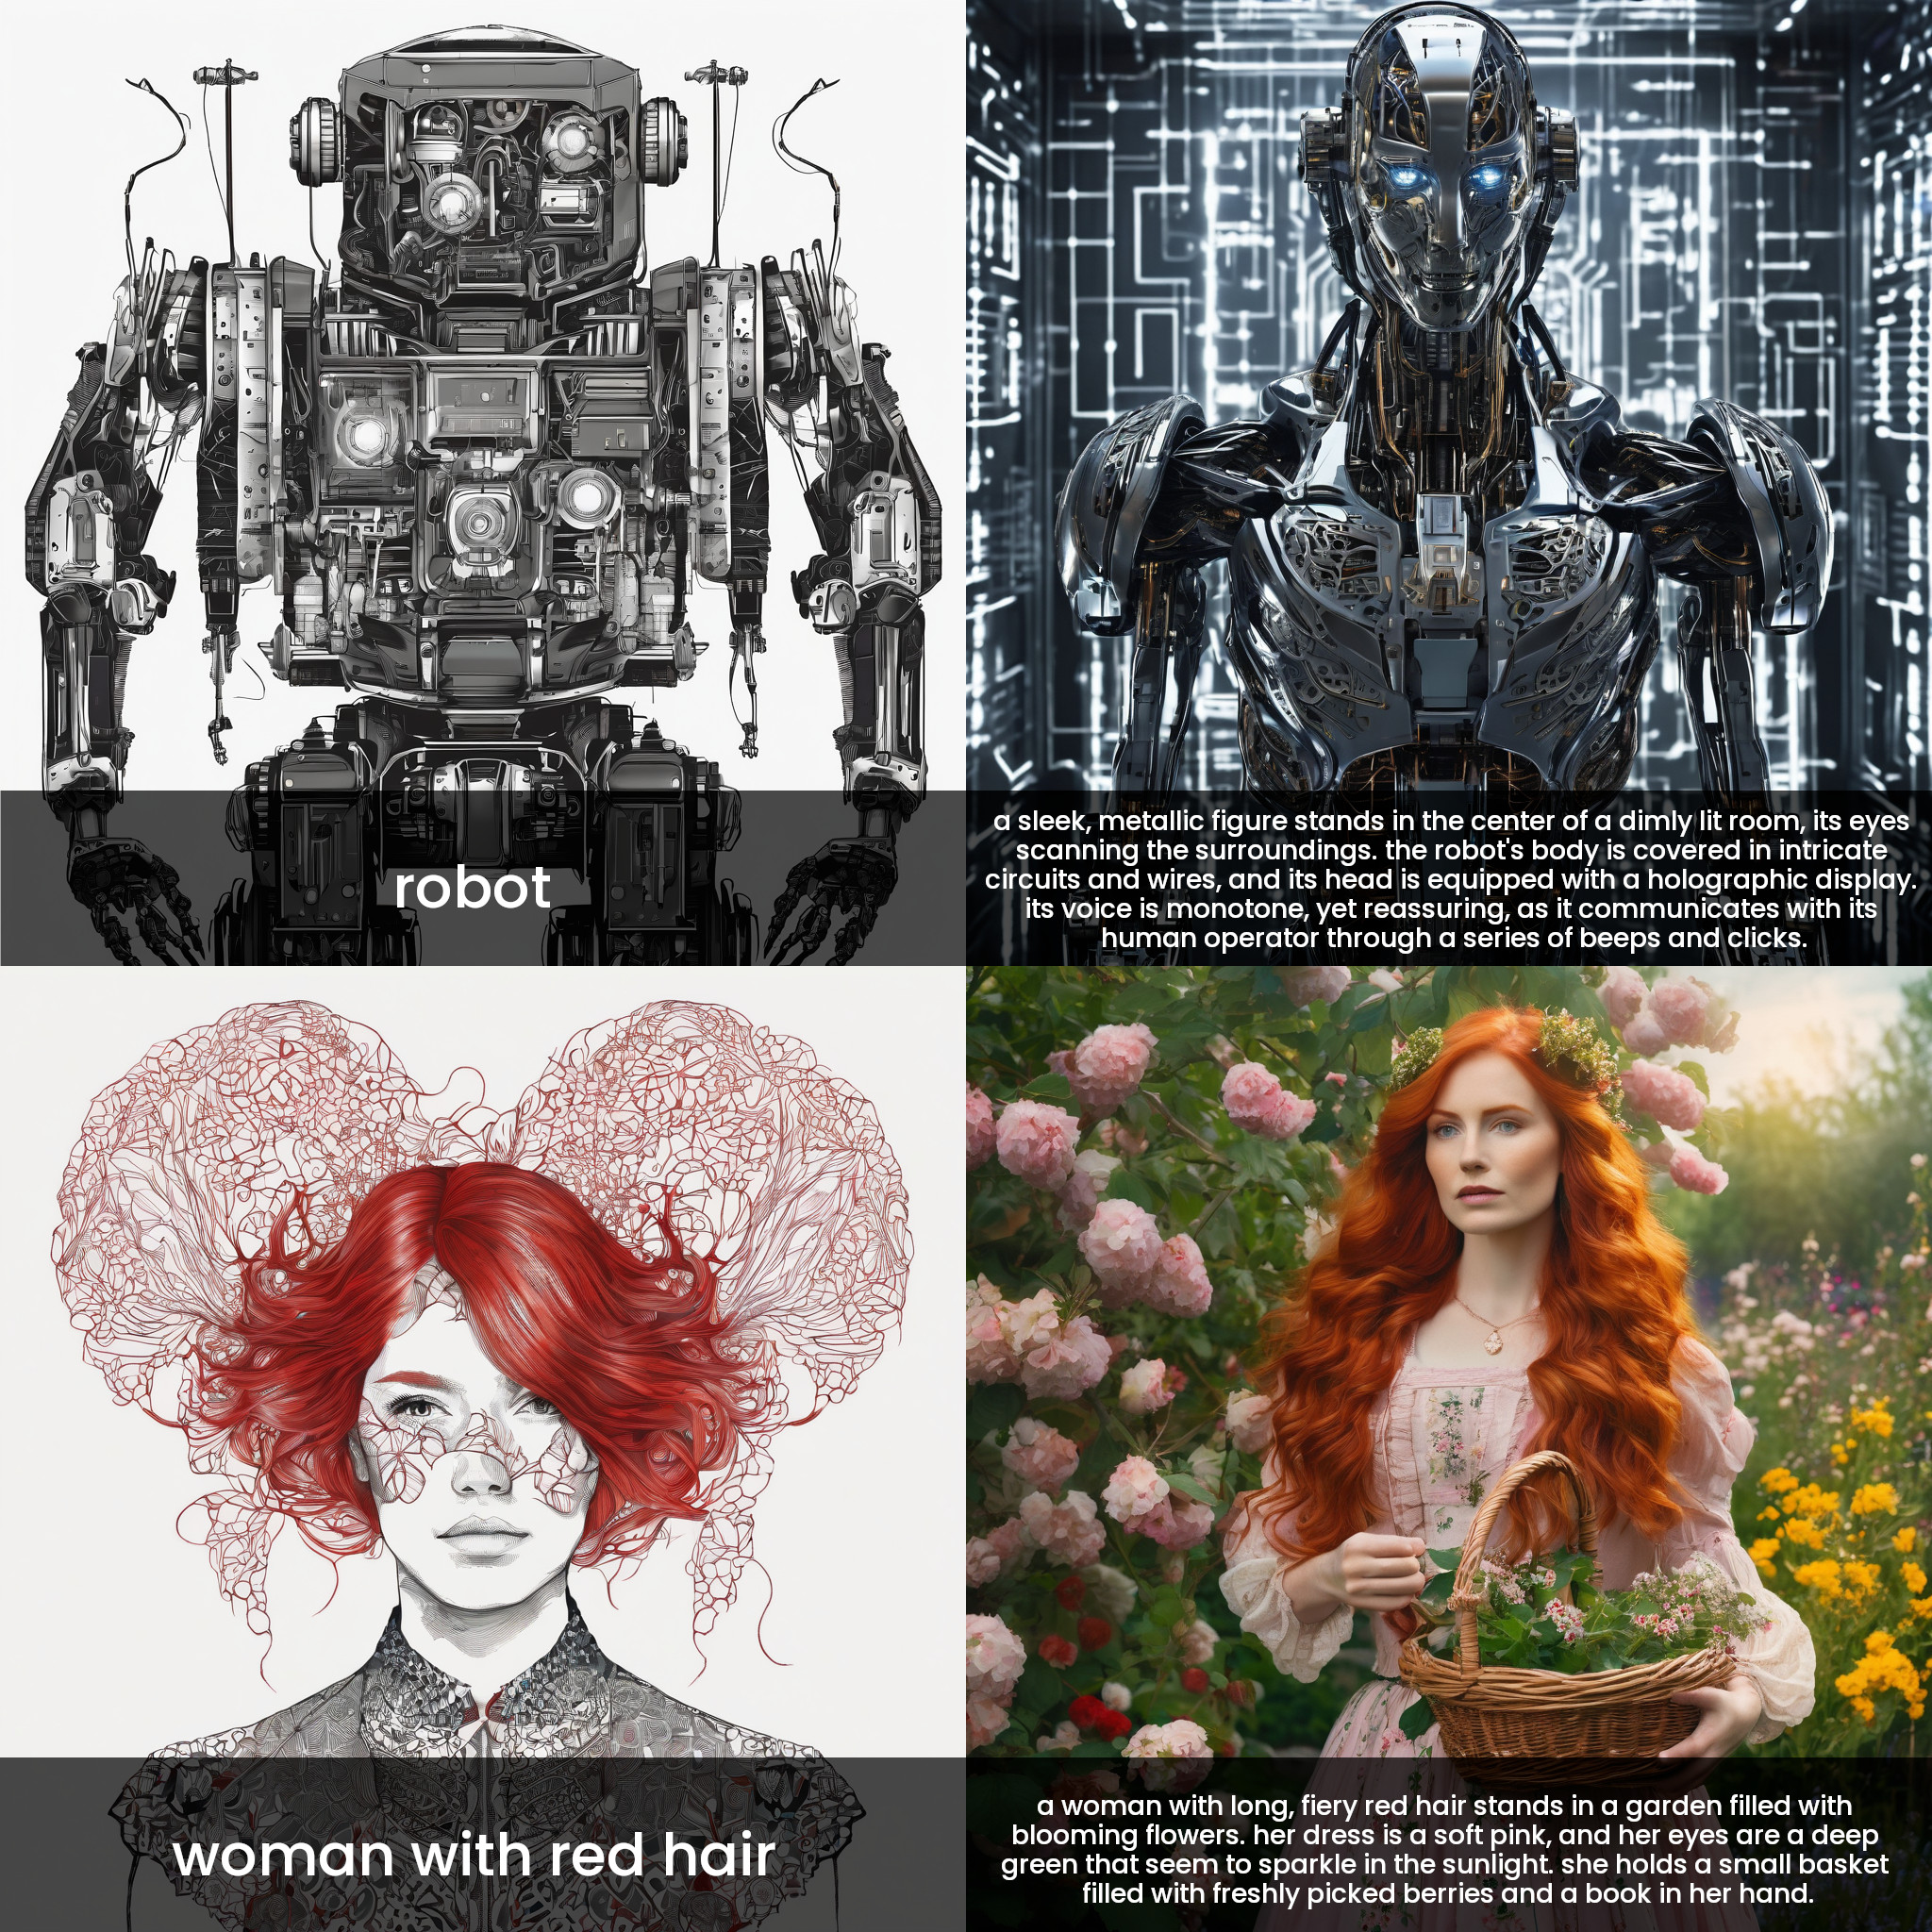 robot
a sleek, metallic figure stands in the center of a dimly lit room, its eyes
scanning the surroundings. the robot's body is covered in intricate
circuits and wires, and its head is equipped with a holographic display.
its voice is monotone, yet reassuring, as it communicates with its
human operator through a series of beeps and clicks.
woman with red hair
a woman with long, fiery red hair stands in a garden filled with
blooming flowers. her dress is a soft pink, and her eyes are a deep
green that seem to sparkle in the sunlight. she holds a small basket
filled with freshly picked berries and a book in her hand.